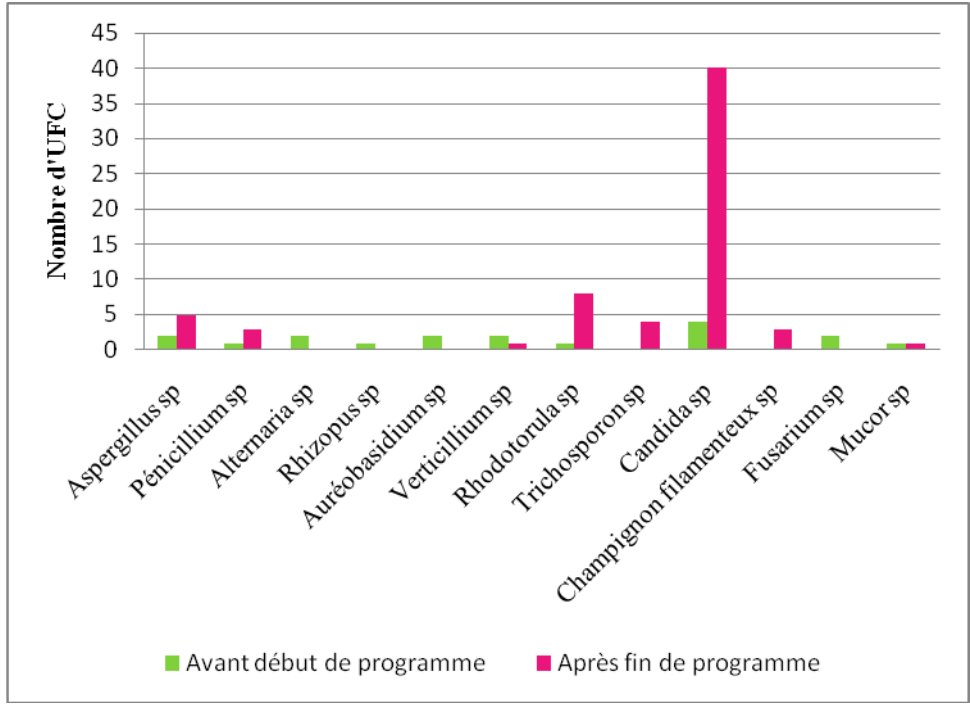 45
40
35
30
25
20
15
10
5
0
Nombre d'UFC
Aspergillus sp
Pénicillium sp
Alternaria sp
Rhizopus sp
Auréobasidium sp
Verticillium sp
Rhodotorula sp
Trichosporon sp
Candida sp
Champignon filamenteux sp
Fusarium sp
Mucor sp
Avant début de programme
Après fin de programme